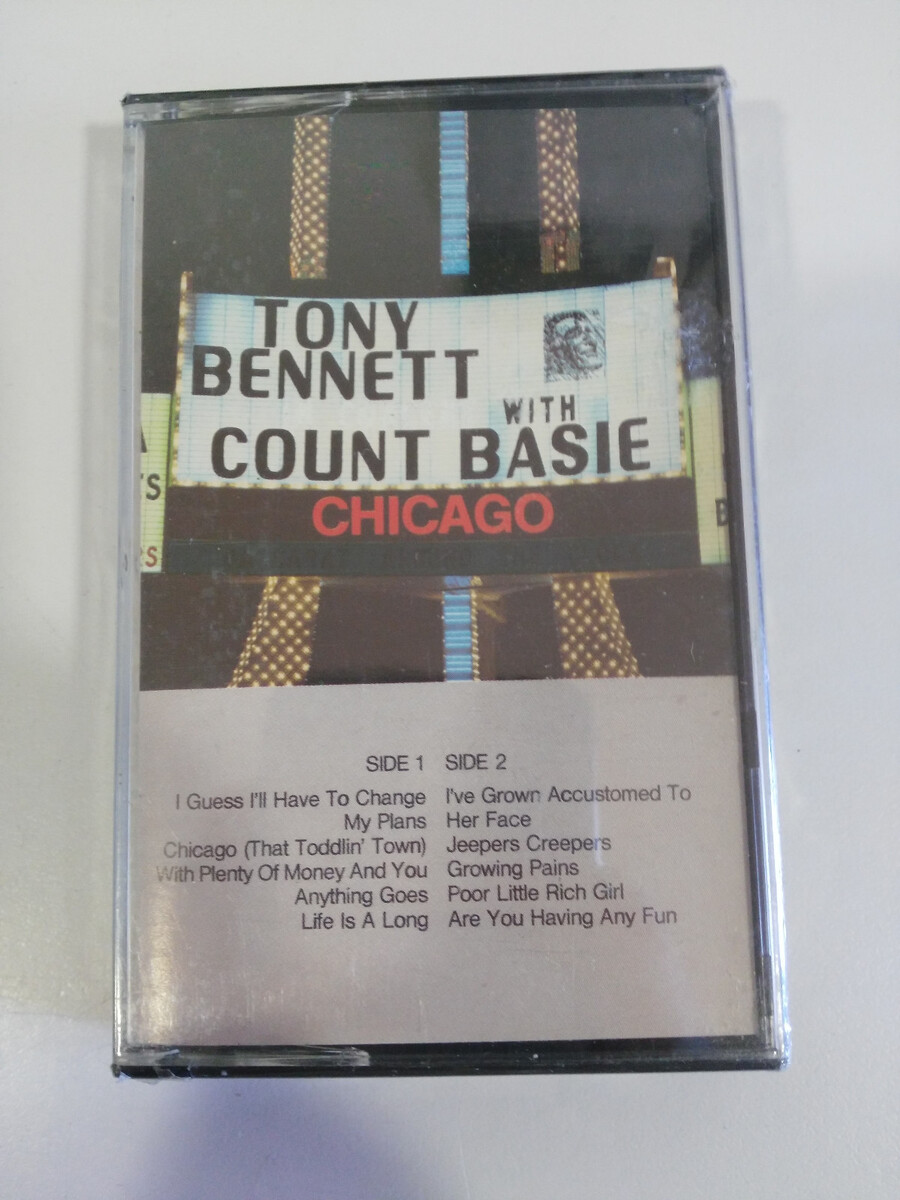 TONY
BENNETT
WITH
COUNT BASIE
CHICAGO
SIDE 1
I Guess I'll Have To Change
My Plans
Chicago (That Toddlin' Town)
With Plenty Of Money And You
Anything Goes
Life Is A Long
SIDE 2
I've Grown Accustomed To
Her Face
Jeepers Creepers
Growing Pains
Poor Little Rich Girl
Are You Having Any Fun